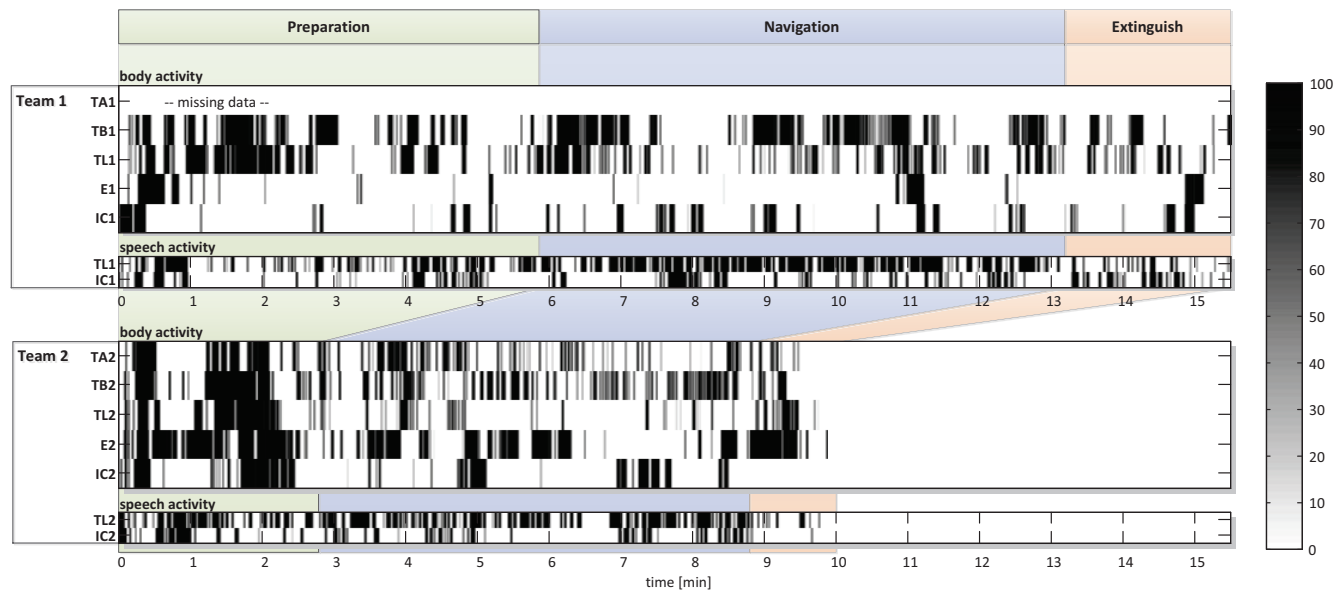 Preparation Navigation Extinguish
body activity
Team 1 TA1 -- missing data --
TB1
TL1
E1
IC1
speech activity
TL1
IC1
0 1 2 3 4 5 6 7 8 9 10 11 12 13 14 15
body activity
Team 2 TA2
TB2
TL2
E2
IC2
speech activity
TL2
IC2
0 1 2 3 4 5 6 7 8 9 10 11 12 13 14 15
time [min]
100
90
80
70
60
50
40
30
20
10
0